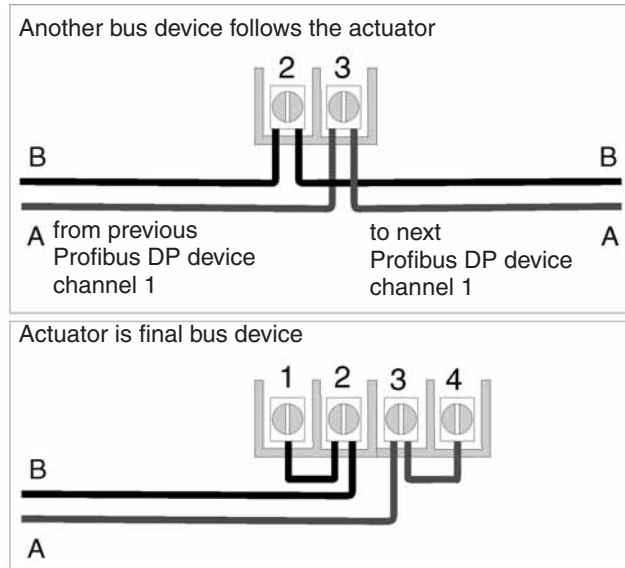 Another bus device follows the actuator
2 3
B B
A from previous
Profibus DP device
channel 1
to next
Profibus DP device
channel 1
A
Actuator is final bus device
1 2 3 4
B
A